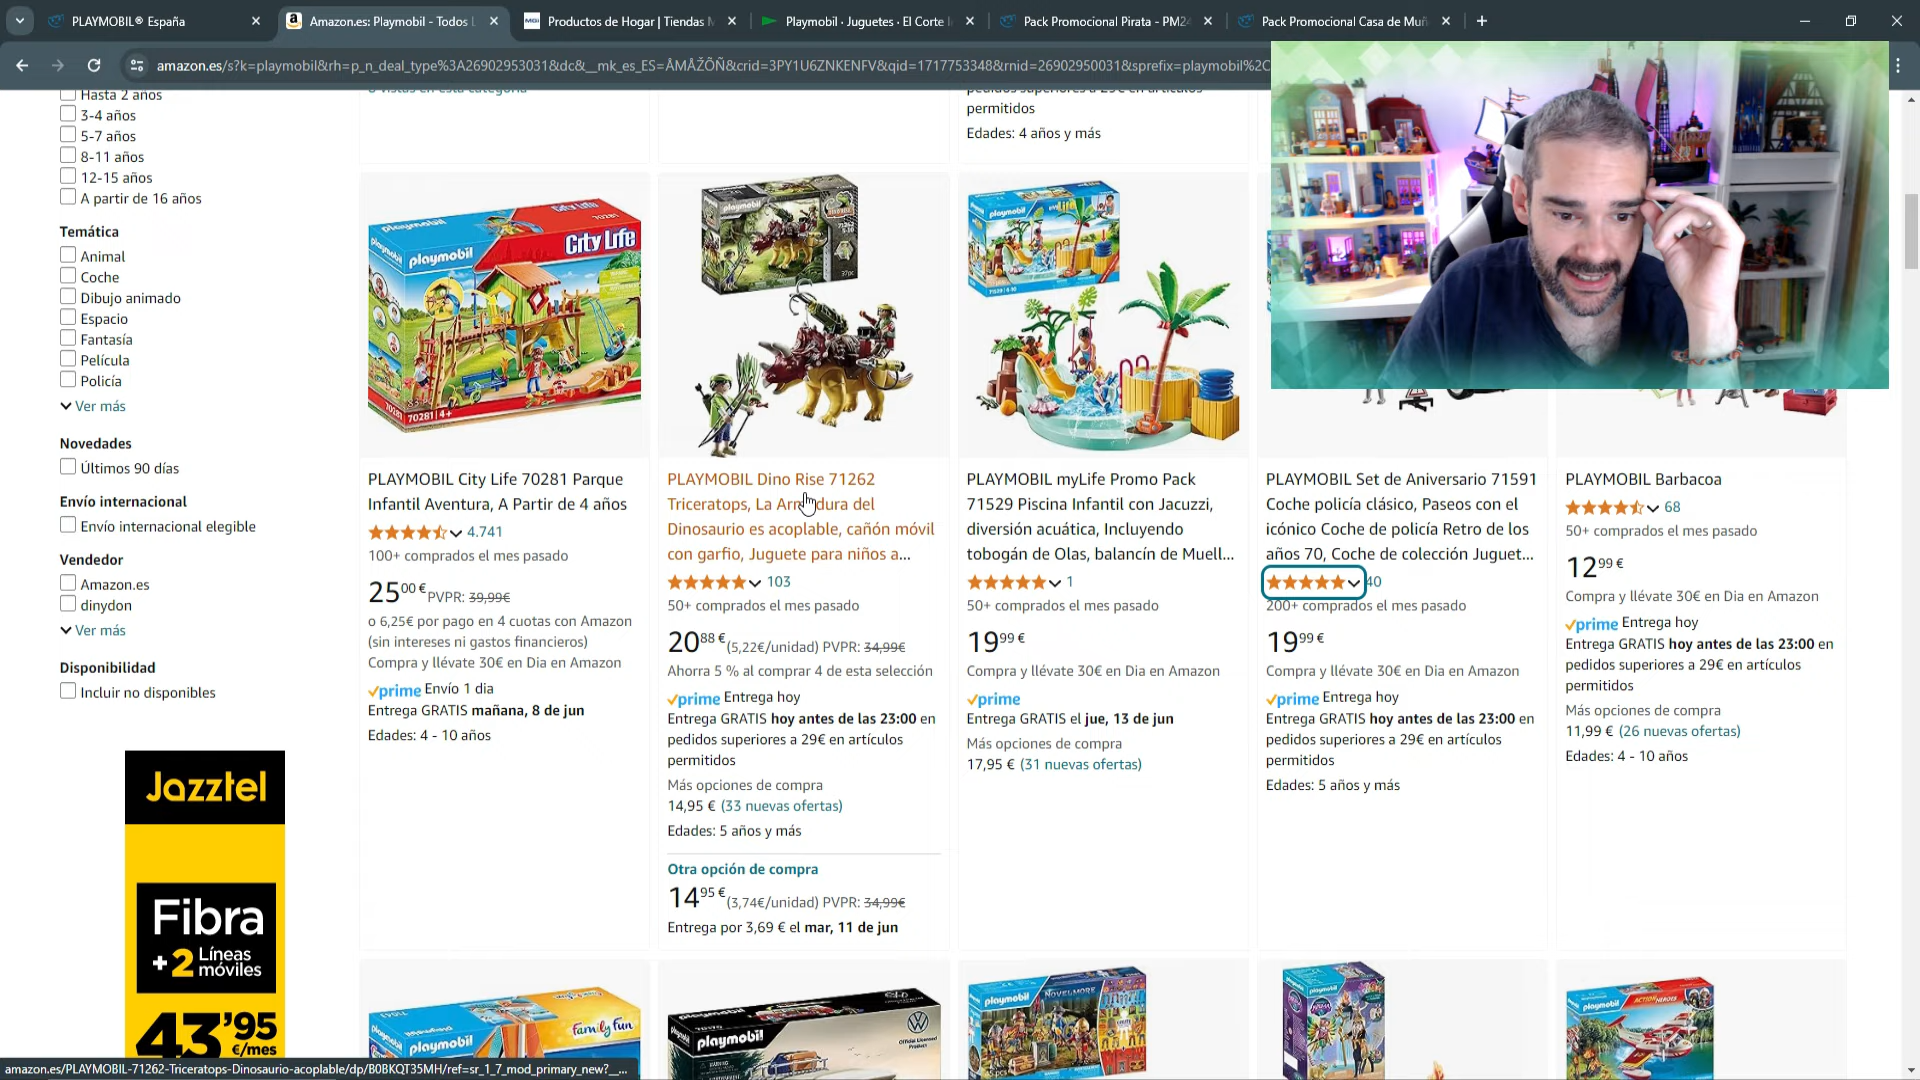 PLAYMOBIL® España
Amazon.es: Playmobil - Todos
Productos de Hogar | Tiendas
Playmobil · Juguetes · El Corte
Pack Promocional Pirata - PM24
Pack Promocional Casa de Muñ
amazon.es/s?k=playmobil&rh=p_n_deal_type%3A26902953031&dc&__mk_es_ES=ÅMÅŽÕÑ&crid=3PY1U6ZNKENFV&qid=1717753348&rnid=26902950031&sprefix=playmobil%2C
Hasta 2 años
3-4 años
5-7 años
8-11 años
12-15 años
A partir de 16 años
Temática
Animal
Coche
Dibujo animado
Espacio
Fantasía
Película
Policía
Ver más
Novedades
Últimos 90 días
Envío internacional
Envío internacional elegible
Vendedor
Amazon.es
dinydon
Ver más
Disponibilidad
Incluir no disponibles
Jazztel
Fibra
+2 Líneas móviles
43'95
€/mes
permitidos
Edades: 4 años y más
playmobil
City Life
70281
70281 | 4+
PLAYMOBIL City Life 70281 Parque
Infantil Aventura, A Partir de 4 años
4.741
100+ comprados el mes pasado
25,00 € PVPR: 39,99€
o 6,25€ por pago en 4 cuotas con Amazon
(sin intereses ni gastos financieros)
Compra y llévate 30€ en Dia en Amazon
prime Envío 1 dia
Entrega GRATIS mañana, 8 de jun
Edades: 4 - 10 años
playmobil
PLAYMOBIL Dino Rise 71262
Triceratops, La Armadura del
Dinosaurio es acoplable, cañón móvil
con garfio, Juguete para niños a...
103
50+ comprados el mes pasado
20,88 € (5,22€/unidad) PVPR: 34,99€
Ahorra 5 % al comprar 4 de esta selección
prime Entrega hoy
Entrega GRATIS hoy antes de las 23:00 en
pedidos superiores a 29€ en artículos
permitidos
Más opciones de compra
14,95 € (33 nuevas ofertas)
Edades: 5 años y más
Otra opción de compra
14,95 € (3,74€/unidad) PVPR: 34,99€
Entrega por 3,69 € el mar, 11 de jun
playmobil
PLAYMOBIL myLife Promo Pack
71529 Piscina Infantil con Jacuzzi,
diversión acuática, Incluyendo
tobogán de Olas, balancín de Muell...
1
50+ comprados el mes pasado
19,99 €
Compra y llévate 30€ en Dia en Amazon
prime
Entrega GRATIS el jue, 13 de jun
Más opciones de compra
17,95 € (31 nuevas ofertas)
PLAYMOBIL Set de Aniversario 71591
Coche policía clásico, Paseos con el
icónico Coche de policía Retro de los
años 70, Coche de colección Juguet...
40
200+ comprados el mes pasado
19,99 €
Compra y llévate 30€ en Dia en Amazon
prime Entrega hoy
Entrega GRATIS hoy antes de las 23:00 en
pedidos superiores a 29€ en artículos
permitidos
Edades: 5 años y más
PLAYMOBIL Barbacoa
68
50+ comprados el mes pasado
12,99 €
Compra y llévate 30€ en Dia en Amazon
prime Entrega hoy
Entrega GRATIS hoy antes de las 23:00 en
pedidos superiores a 29€ en artículos
permitidos
Más opciones de compra
11,99 € (26 nuevas ofertas)
Edades: 4 - 10 años
playmobil
Family Fun
playmobil
playmobil
NOVELMORE
playmobil
playmobil
ACTION HEROES
amazon.es/PLAYMOBIL-71262-Triceratops-Dinosaurio-acoplable/dp/B0BKQT35MH/ref=sr_1_7_mod_primary_new?__...